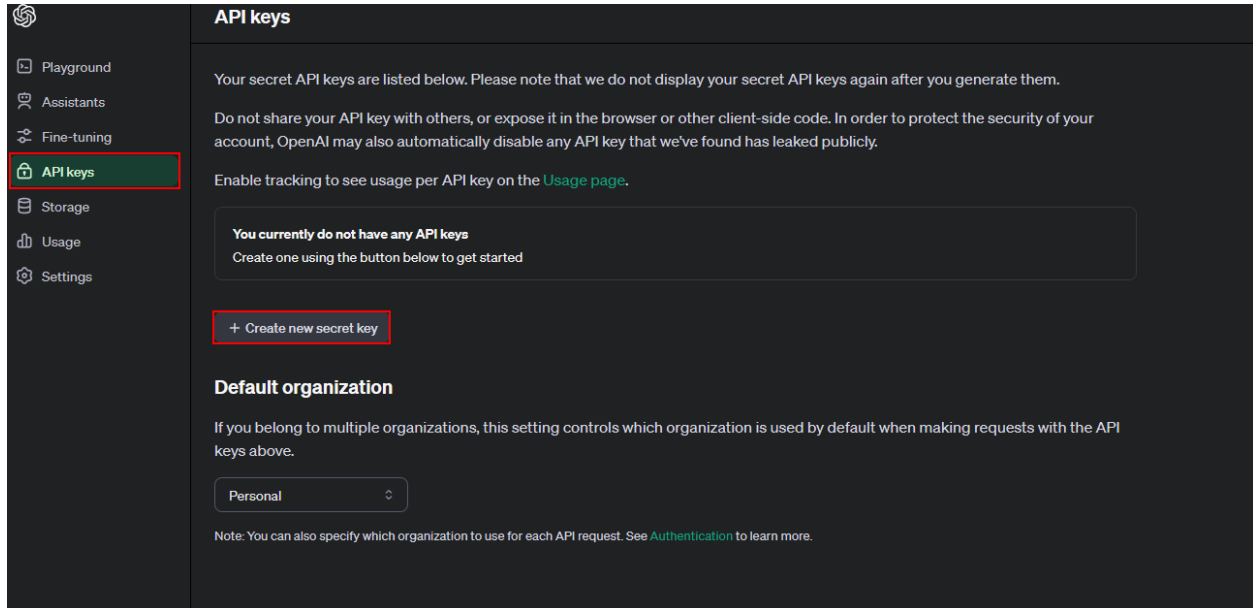 API keys
Playground
Assistants
Fine-tuning
API keys
Storage
Usage
Settings
Your secret API keys are listed below. Please note that we do not display your secret API keys again after you generate them.
Do not share your API key with others, or expose it in the browser or other client-side code. In order to protect the security of your
account, OpenAI may also automatically disable any API key that we've found has leaked publicly.
Enable tracking to see usage per API key on the Usage page.
You currently do not have any API keys
Create one using the button below to get started
+ Create new secret key
Default organization
If you belong to multiple organizations, this setting controls which organization is used by default when making requests with the API
keys above.
Personal
Note: You can also specify which organization to use for each API request. See Authentication to learn more.